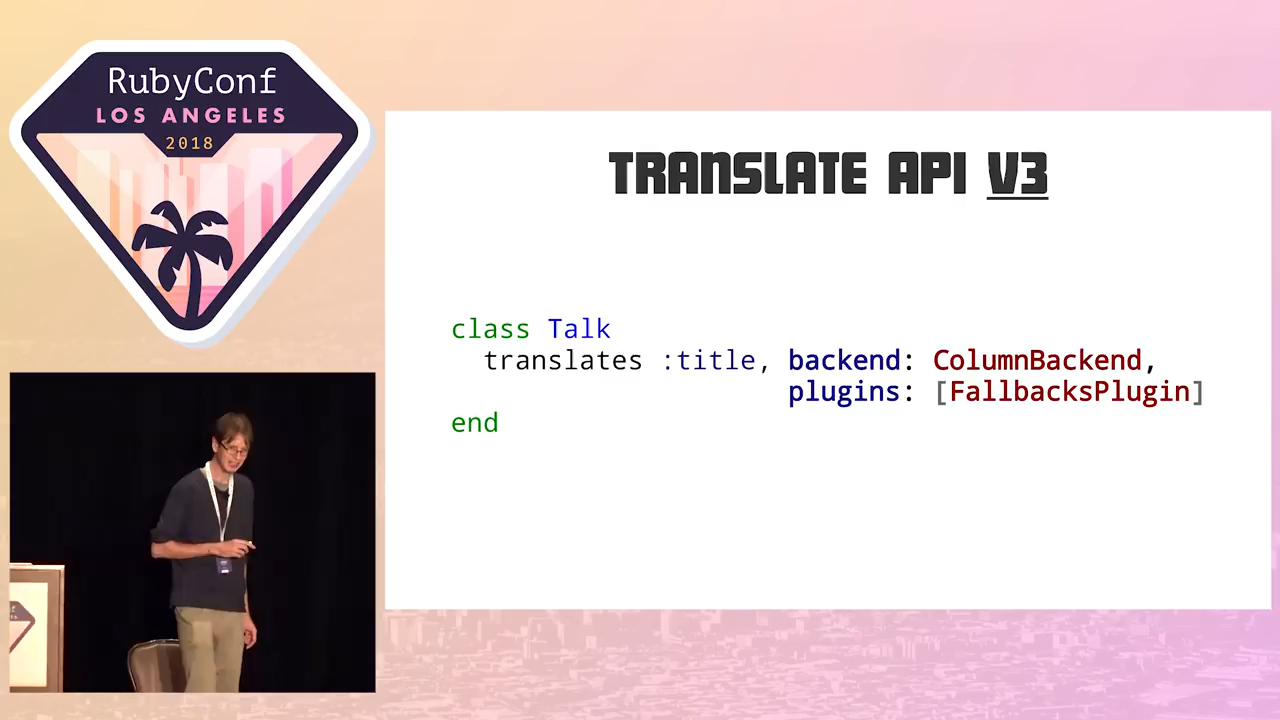 RubyConf
LOS ANGELES
2018
TRANSLATE API V3
class Talk
translates :title, backend: ColumnBackend,
plugins: [FallbacksPlugin]
end